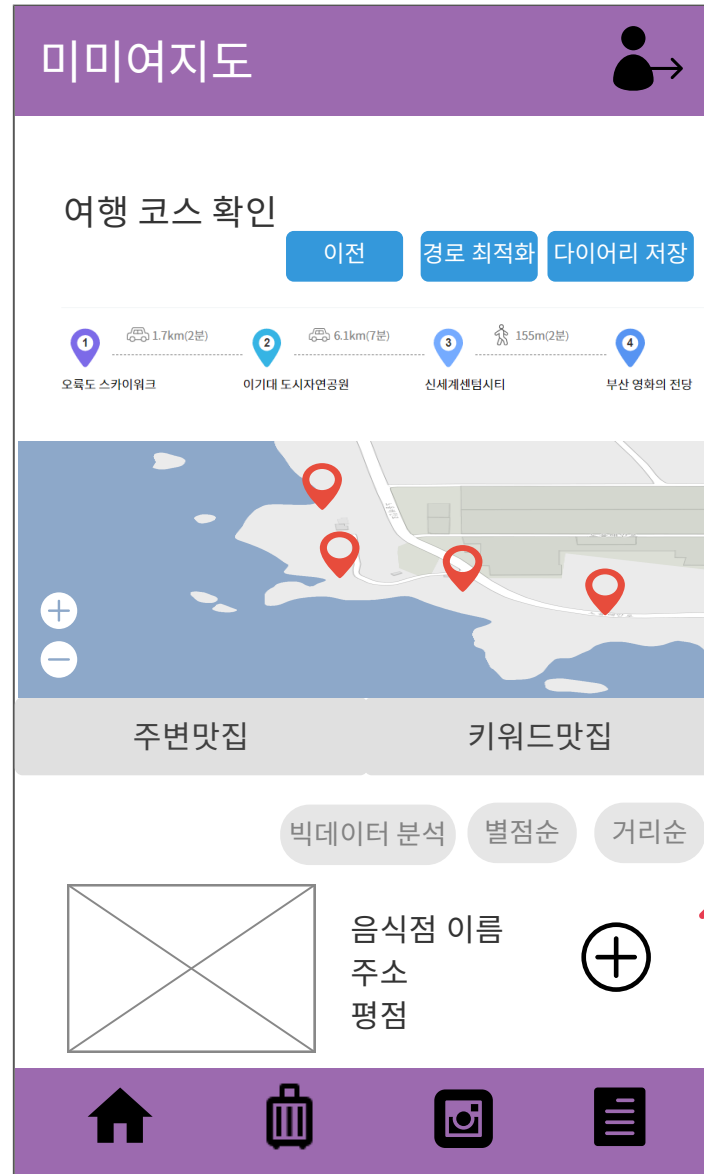 미미여지도
여행 코스 확인
이전 경로 최적화 다이어리 저장
1 1.7km(2분) 2 6.1km(7분) 3 155m(2분) 4
오륙도 스카이워크 이기대 도시자연공원 신세계센텀시티 부산 영화의 전당
주변맛집 키워드맛집
빅데이터 분석 별점순 거리순
음식점 이름
주소
평점